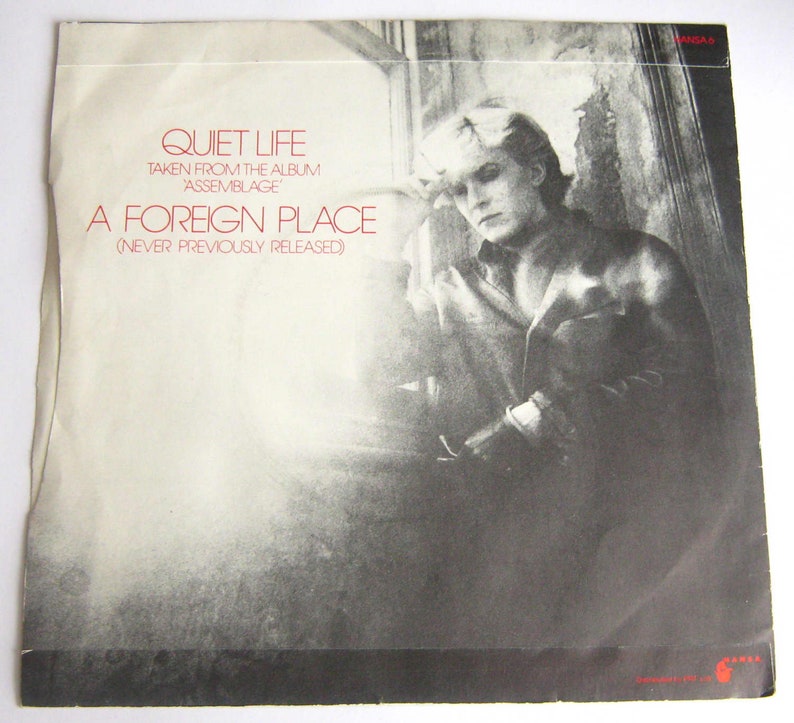 HANSA 6
QUIET LIFE
TAKEN FROM THE ALBUM
'ASSEMBLAGE'
A FOREIGN PLACE
(NEVER PREVIOUSLY RELEASED)
HANSA